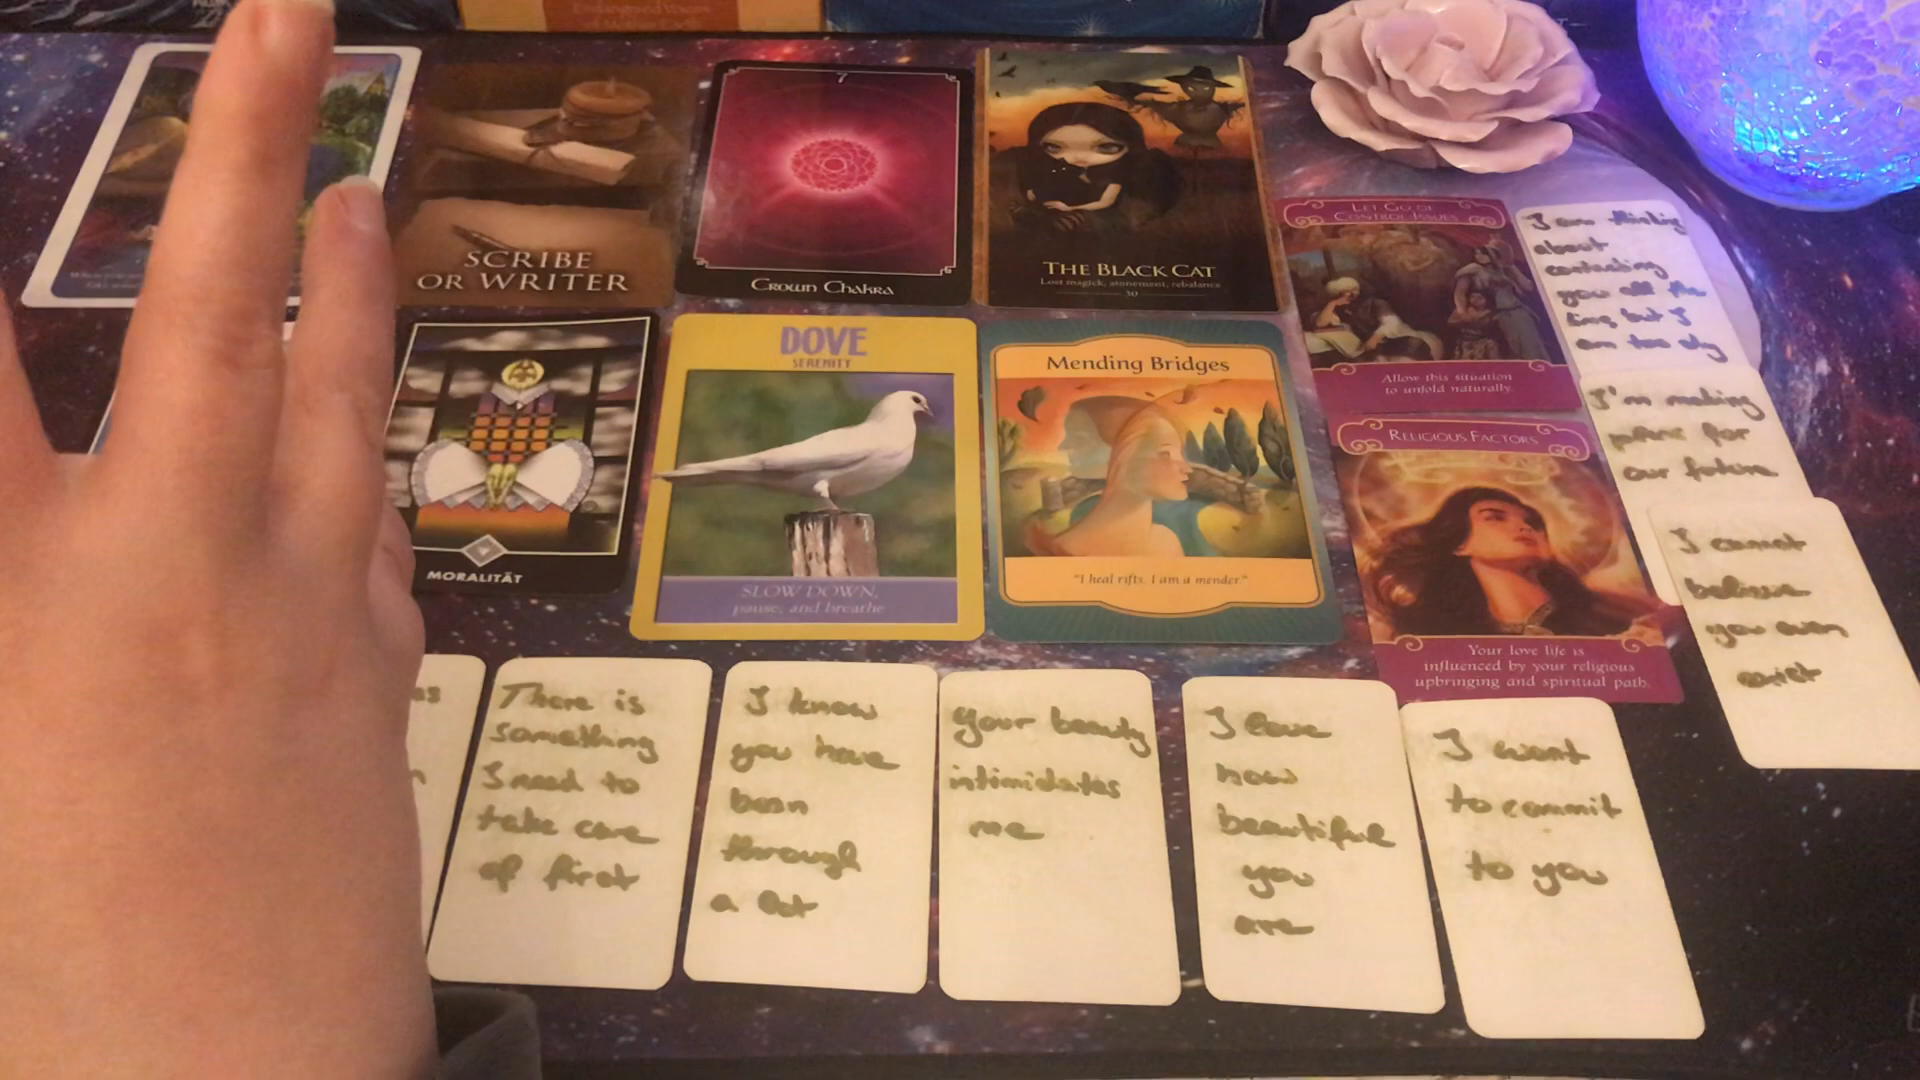 SCRIBE
OR WRITER
7
CROWN CHAKRA
THE BLACK CAT
Lost magick, atonement, rebalance
30
LET GO OF
CONTROL ISSUES
Allow this situation
to unfold naturally.
I am thinking
about
contacting
you all the
time, but I
am too shy
MORALITÄT
DOVE
SERENITY
SLOW DOWN,
pause, and breathe
Mending Bridges
"I heal rifts. I am a mender."
RELIGIOUS FACTORS
Your love life is
influenced by your religious
upbringing and spiritual path.
I'm making
plans for
our future
I cannot
believe
you even
exist
There is
something
I need to
take care
of first
I know
you have
been
through
a lot
your beauty
intimidates
me
I love
how
beautiful
you
are
I want
to commit
to you